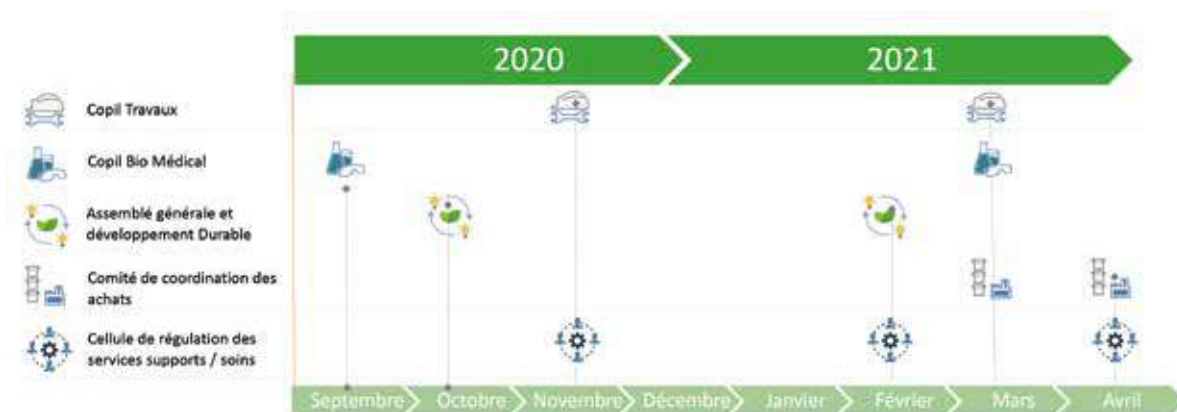 2020 2021
Copil Travaux
Copil Bio Médical
Assemblé générale et
développement Durable
Comité de coordination des
achats
Cellule de régulation des
services supports / soins
Septembre Octobre Novembre Décembre Janvier Février Mars Avril